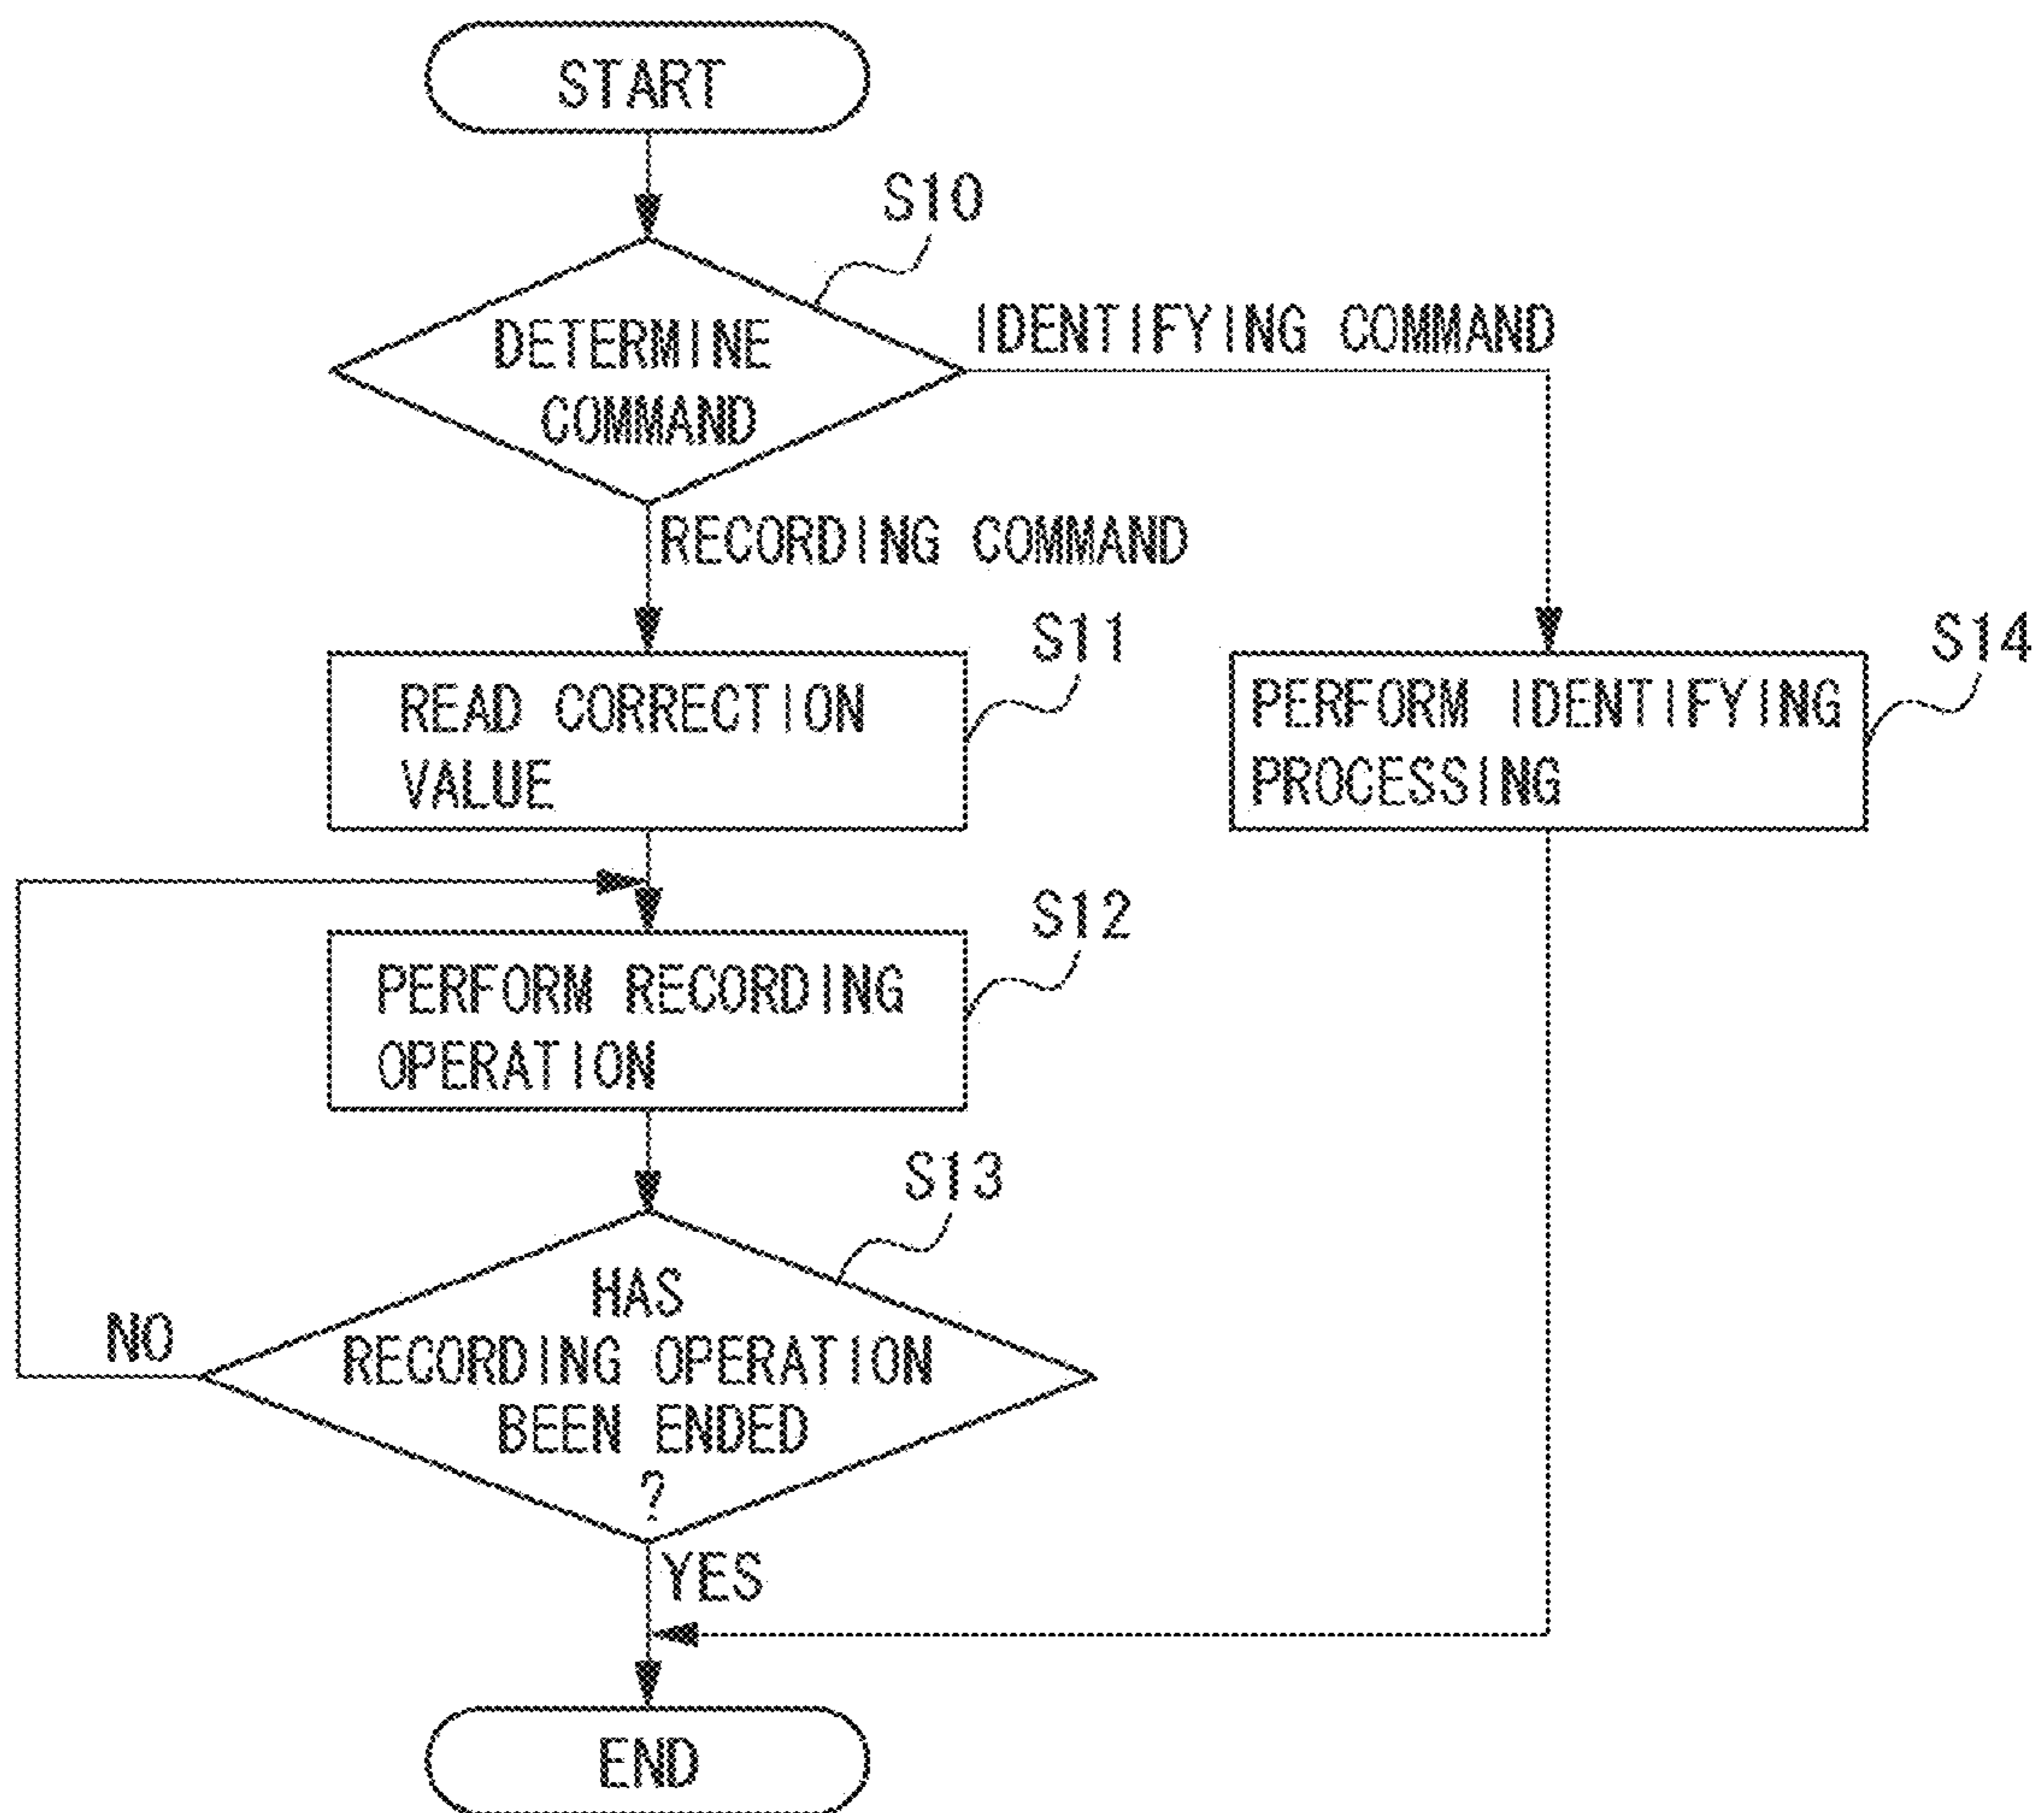 START
S10
DETERMINE
COMMAND
IDENTIFYING COMMAND
RECORDING COMMAND
S11
READ CORRECTION
VALUE
S14
PERFORM IDENTIFYING
PROCESSING
S12
PERFORM RECORDING
OPERATION
S13
HAS
RECORDING OPERATION
BEEN ENDED
?
NO
YES
END